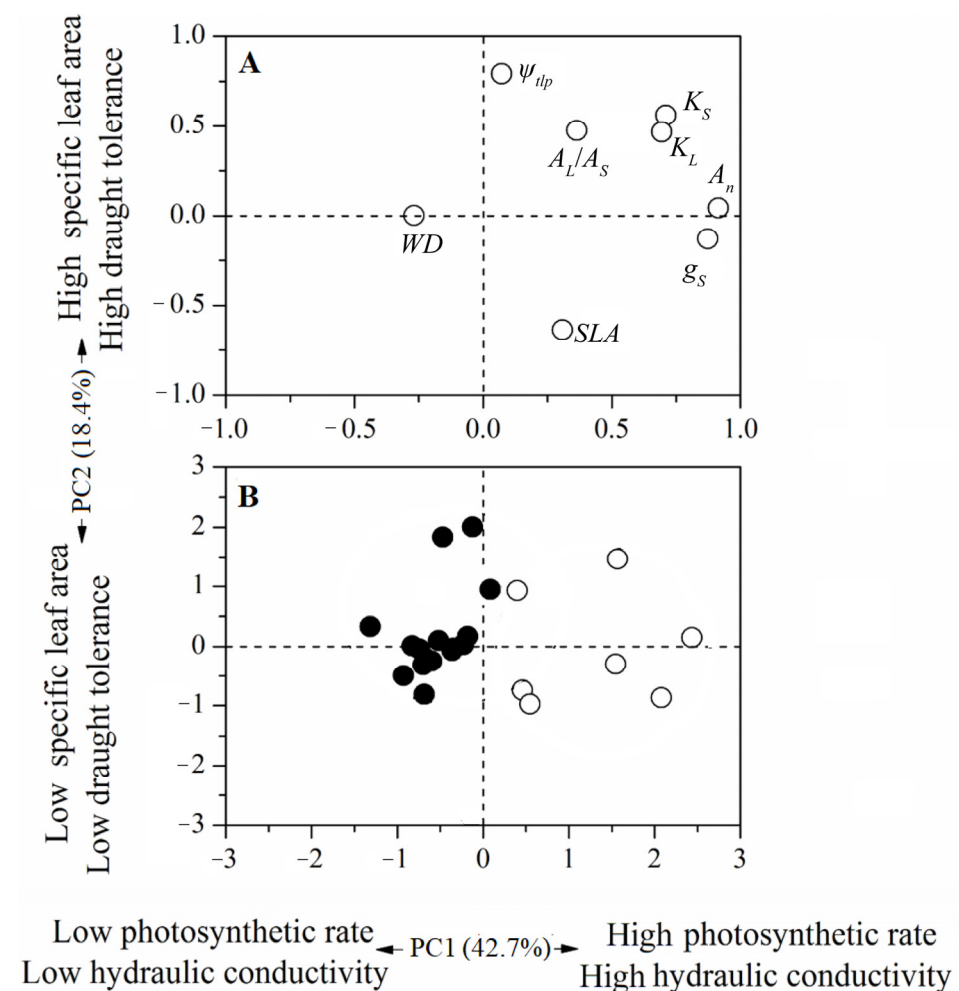 High specific leaf area
High draught tolerance
PC2 (18.4%)
Low specific leaf area
Low draught tolerance
A
1.0
0.5
0.0
−0.5
−1.0
ψtlp
KS
KL
AL/AS
An
WD
gS
SLA
−1.0 −0.5 0.0 0.5 1.0
B
3
2
1
0
−1
−2
−3
−3 −2 −1 0 1 2 3
Low photosynthetic rate
Low hydraulic conductivity
PC1 (42.7%)
High photosynthetic rate
High hydraulic conductivity